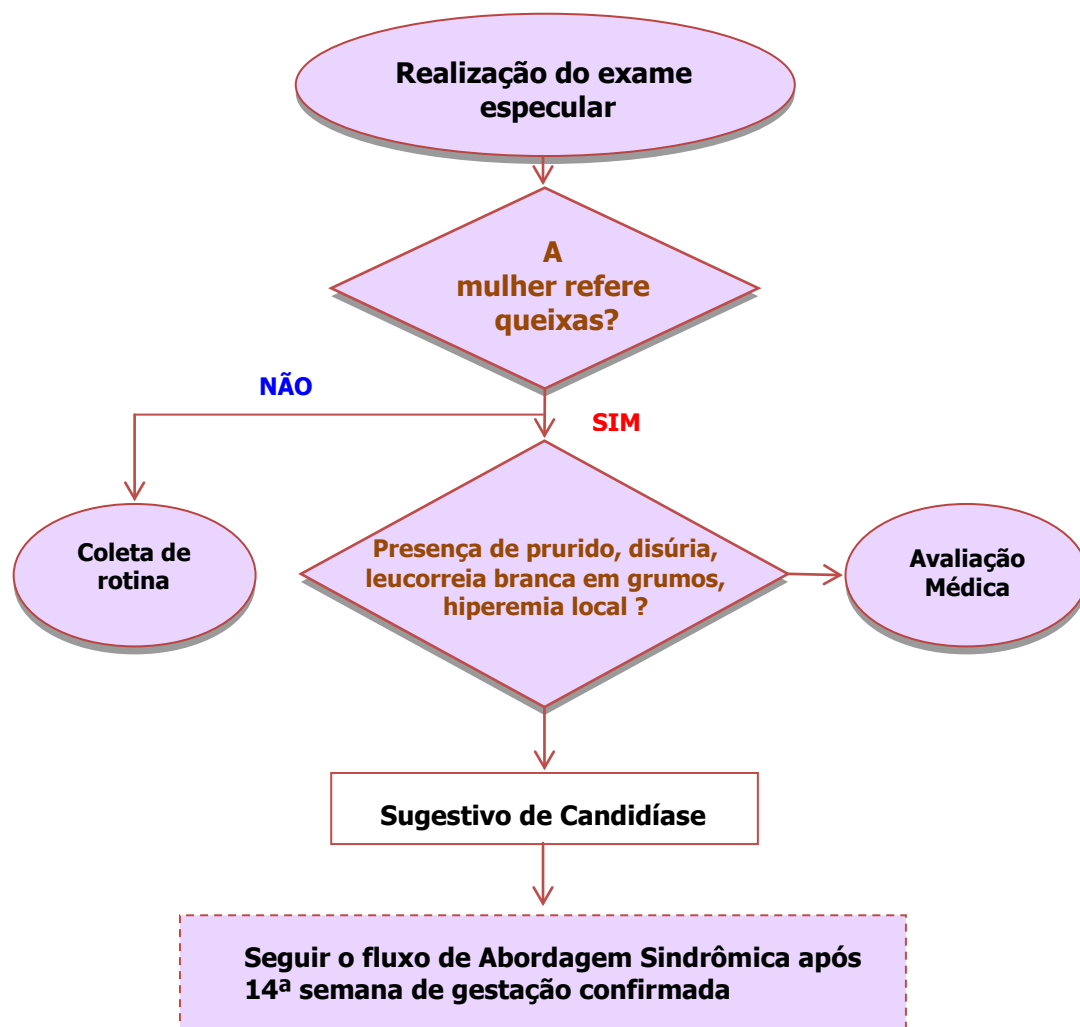 Realização do exame
especular
A
mulher refere
queixas?
NÃO
SIM
Coleta de
rotina
Presença de prurido, disúria,
leucorreia branca em grumos,
hiperemia local ?
Avaliação
Médica
Sugestivo de Candidíase
Seguir o fluxo de Abordagem Sindrômica após
14ª semana de gestação confirmada